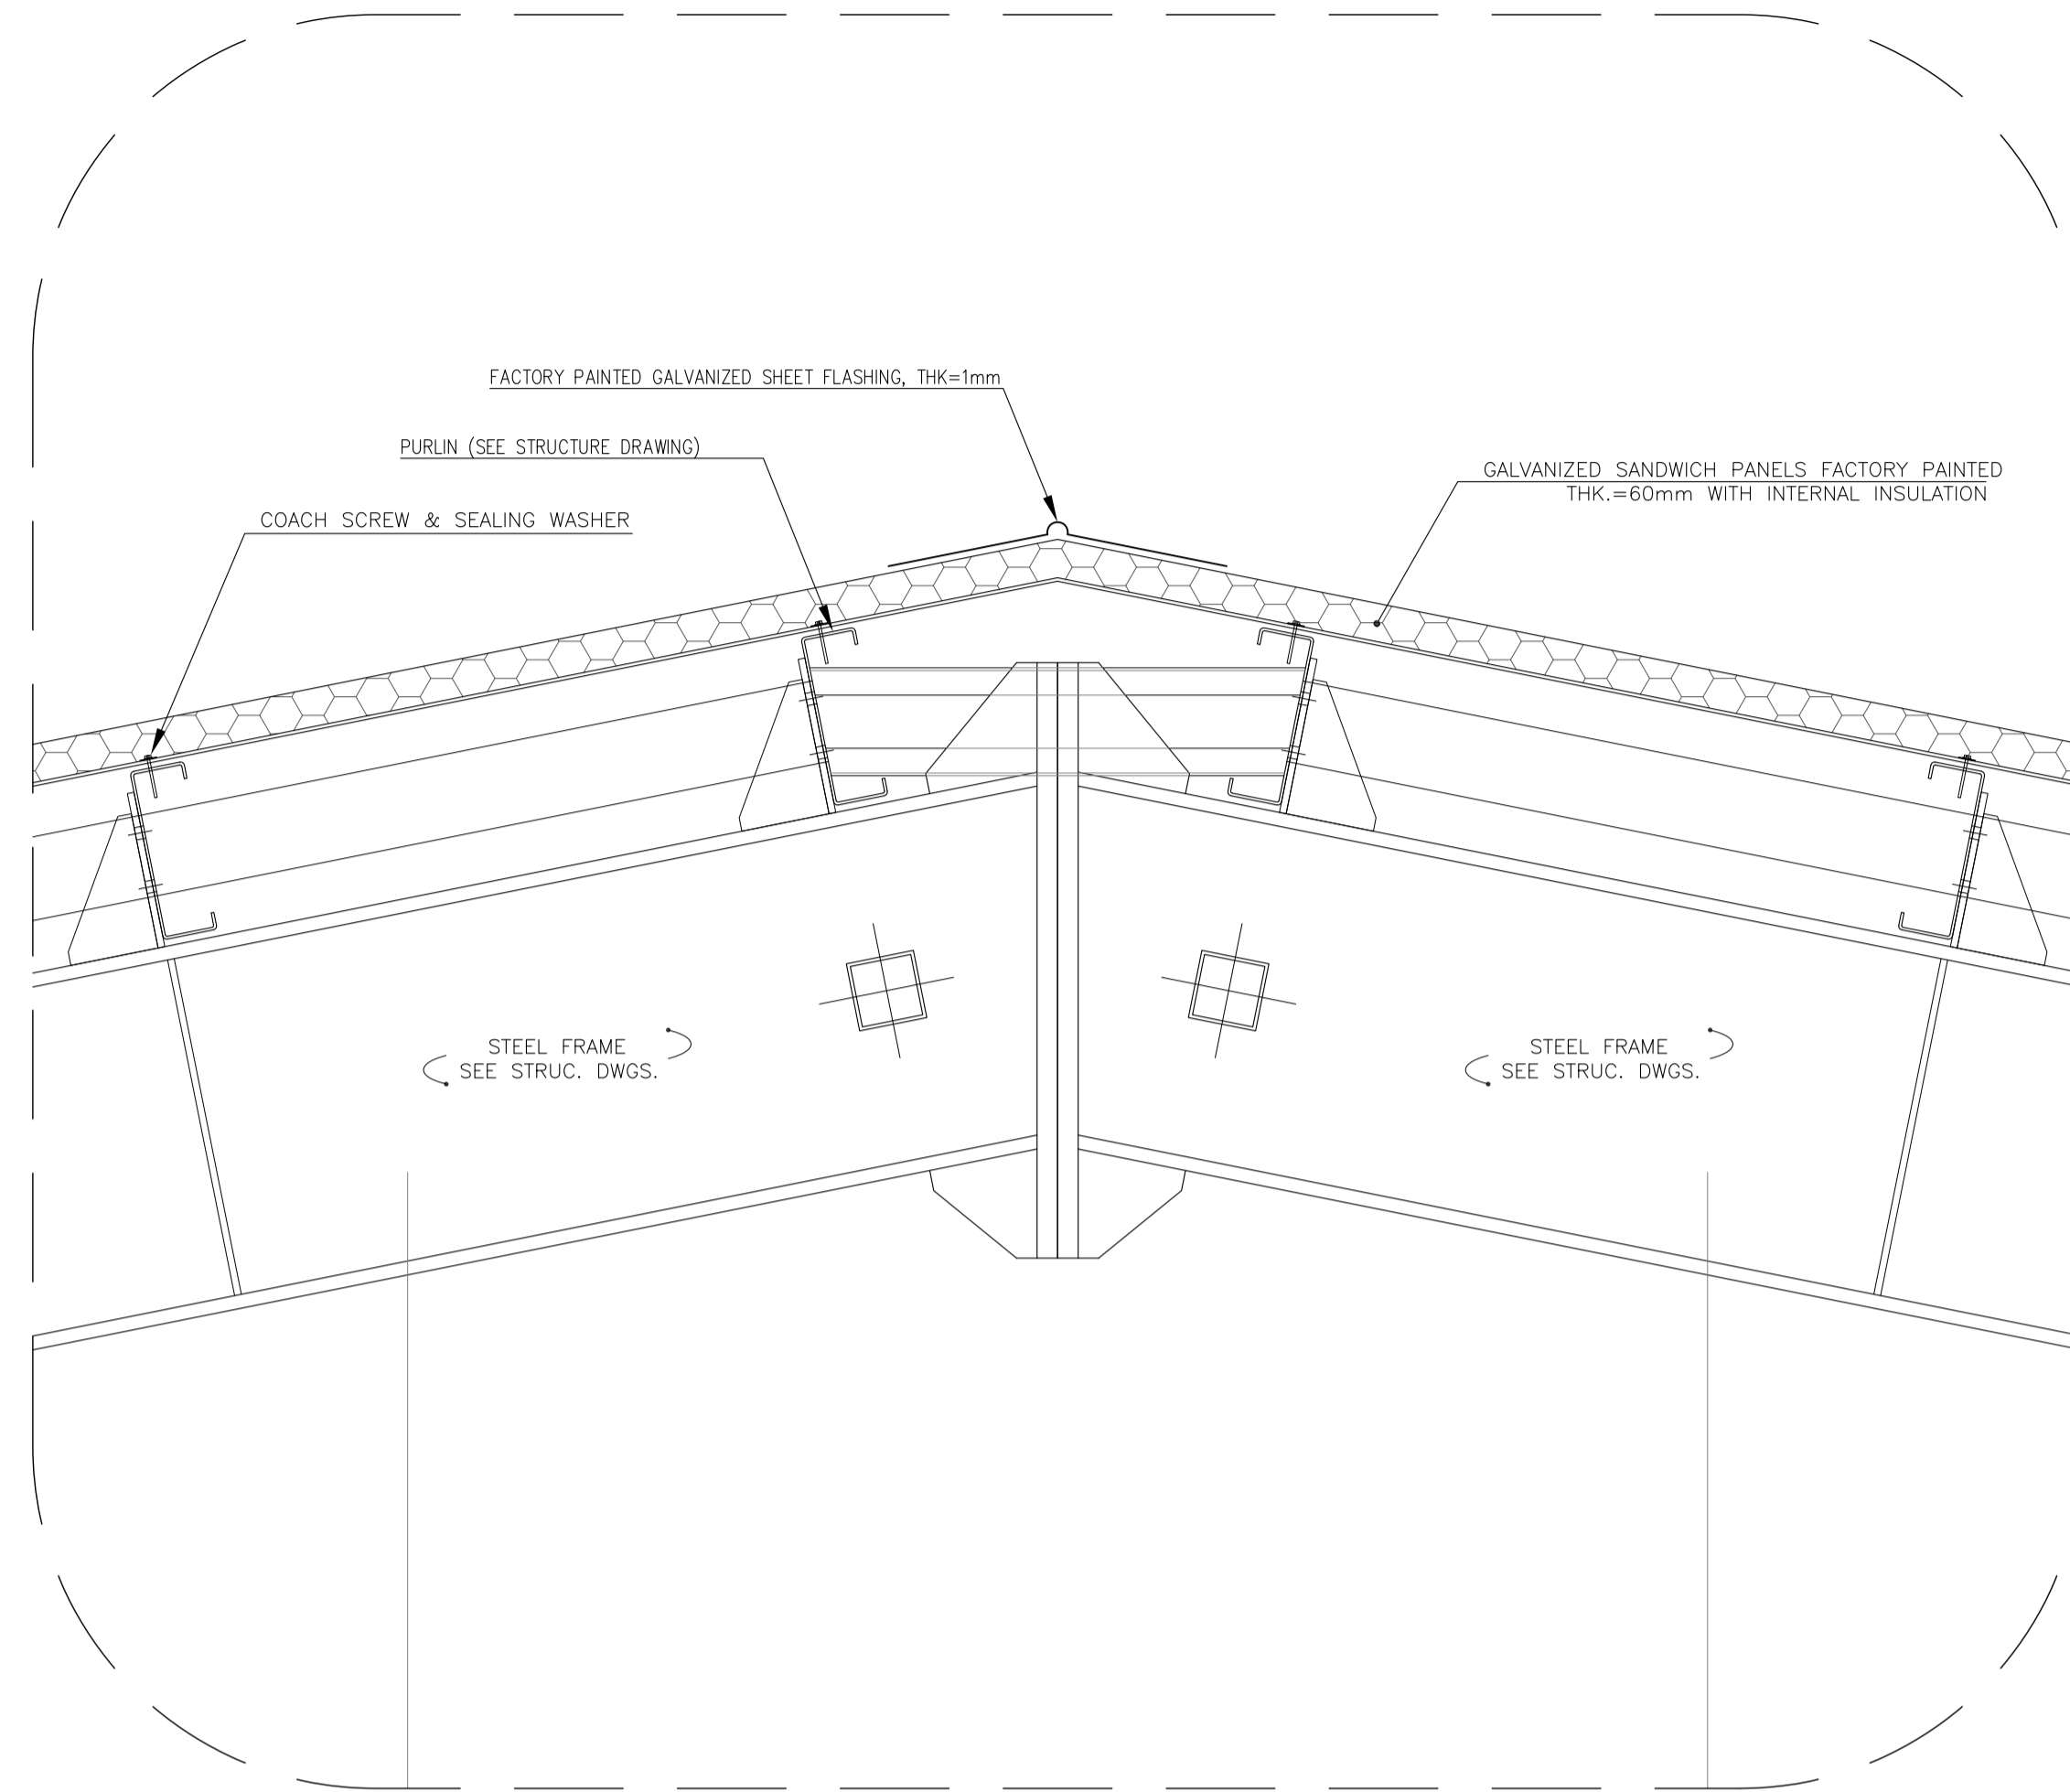 FACTORY PAINTED GALVANIZED SHEET FLASHING, THK=1mm
PURLIN (SEE STRUCTURE DRAWING)
GALVANIZED SANDWICH PANELS FACTORY PAINTED
THK.=60mm WITH INTERNAL INSULATION
COACH SCREW & SEALING WASHER
STEEL FRAME
SEE STRUC. DWGS.
STEEL FRAME
SEE STRUC. DWGS.